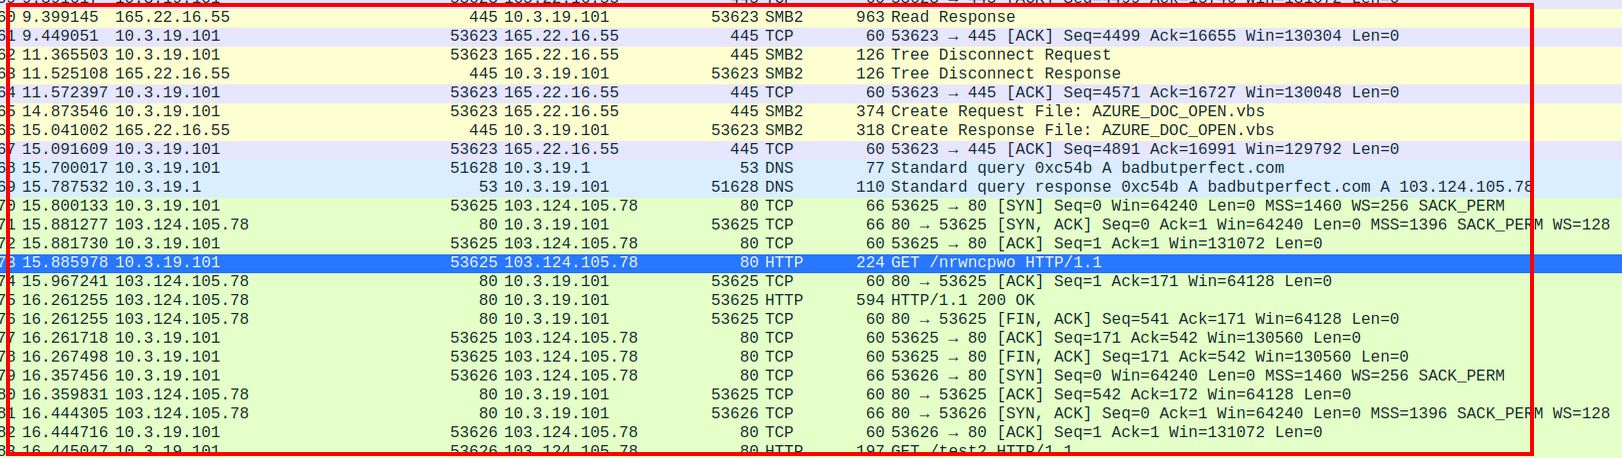 60 9.399145 165.22.16.55 445 10.3.19.101 53623 SMB2 963 Read Response
61 9.449051 10.3.19.101 53623 165.22.16.55 445 TCP 60 53623 → 445 [ACK] Seq=4499 Ack=16655 Win=130304 Len=0
62 11.365503 10.3.19.101 53623 165.22.16.55 445 SMB2 126 Tree Disconnect Request
63 11.525108 165.22.16.55 445 10.3.19.101 53623 SMB2 126 Tree Disconnect Response
64 11.572397 10.3.19.101 53623 165.22.16.55 445 TCP 60 53623 → 445 [ACK] Seq=4571 Ack=16727 Win=130048 Len=0
65 14.873546 10.3.19.101 53623 165.22.16.55 445 SMB2 374 Create Request File: AZURE_DOC_OPEN.vbs
66 15.041002 165.22.16.55 445 10.3.19.101 53623 SMB2 318 Create Response File: AZURE_DOC_OPEN.vbs
67 15.091609 10.3.19.101 53623 165.22.16.55 445 TCP 60 53623 → 445 [ACK] Seq=4891 Ack=16991 Win=129792 Len=0
68 15.700017 10.3.19.101 51628 10.3.19.1 53 DNS 77 Standard query 0xc54b A badbutperfect.com
69 15.787532 10.3.19.1 53 10.3.19.101 51628 DNS 110 Standard query response 0xc54b A badbutperfect.com A 103.124.105.78
70 15.800133 10.3.19.101 53625 103.124.105.78 80 TCP 66 53625 → 80 [SYN] Seq=0 Win=64240 Len=0 MSS=1460 WS=256 SACK_PERM
71 15.881277 103.124.105.78 80 10.3.19.101 53625 TCP 66 80 → 53625 [SYN, ACK] Seq=0 Ack=1 Win=64240 Len=0 MSS=1396 SACK_PERM WS=128
72 15.881730 10.3.19.101 53625 103.124.105.78 80 TCP 60 53625 → 80 [ACK] Seq=1 Ack=1 Win=131072 Len=0
73 15.885978 10.3.19.101 53625 103.124.105.78 80 HTTP 224 GET /nrwncpwo HTTP/1.1
74 15.967241 103.124.105.78 80 10.3.19.101 53625 TCP 60 80 → 53625 [ACK] Seq=1 Ack=171 Win=64128 Len=0
75 16.261255 103.124.105.78 80 10.3.19.101 53625 HTTP 594 HTTP/1.1 200 OK
76 16.261255 103.124.105.78 80 10.3.19.101 53625 TCP 60 80 → 53625 [FIN, ACK] Seq=541 Ack=171 Win=64128 Len=0
77 16.261718 10.3.19.101 53625 103.124.105.78 80 TCP 60 53625 → 80 [ACK] Seq=171 Ack=542 Win=130560 Len=0
78 16.267498 10.3.19.101 53625 103.124.105.78 80 TCP 60 53625 → 80 [FIN, ACK] Seq=171 Ack=542 Win=130560 Len=0
79 16.357456 10.3.19.101 53626 103.124.105.78 80 TCP 66 53626 → 80 [SYN] Seq=0 Win=64240 Len=0 MSS=1460 WS=256 SACK_PERM
80 16.359831 103.124.105.78 80 10.3.19.101 53625 TCP 60 80 → 53625 [ACK] Seq=542 Ack=172 Win=64128 Len=0
81 16.444305 103.124.105.78 80 10.3.19.101 53626 TCP 66 80 → 53626 [SYN, ACK] Seq=0 Ack=1 Win=64240 Len=0 MSS=1396 SACK_PERM WS=128
82 16.444716 10.3.19.101 53626 103.124.105.78 80 TCP 60 53626 → 80 [ACK] Seq=1 Ack=1 Win=131072 Len=0
83 16.445047 10.3.19.101 53626 103.124.105.78 80 HTTP 197 GET /test2 HTTP/1.1